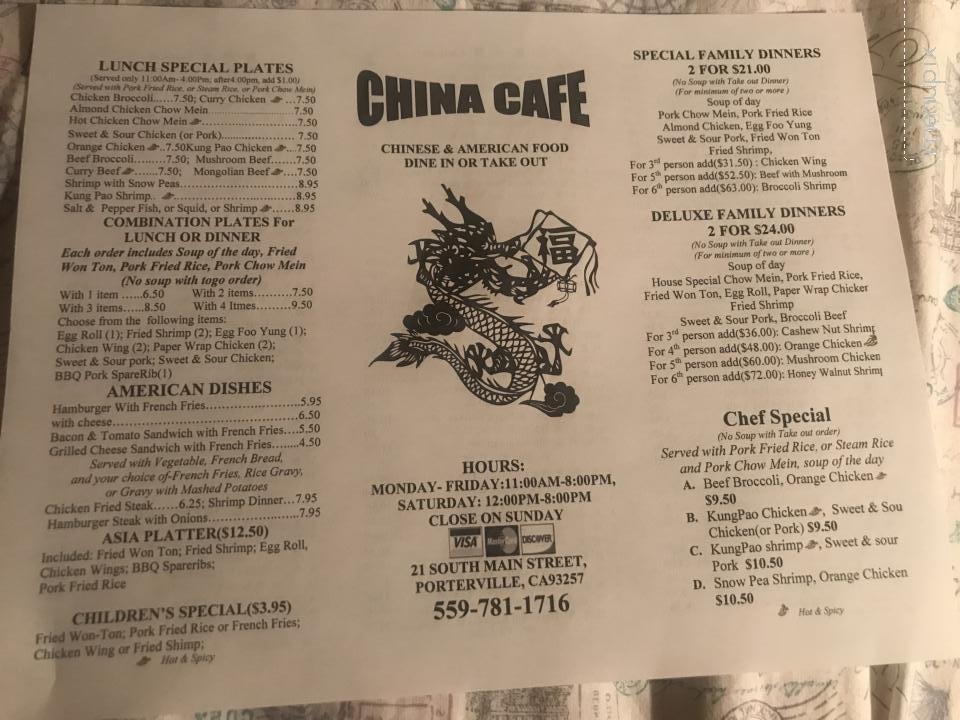 LUNCH SPECIAL PLATES
(Served only 11:00Am- 4:00Pm; after4:00pm, add $1.00)
(Served with Pork Fried Rice, or Steam Rice, or Pork Chow Mein)
Chicken Broccoli......7.50; Curry Chicken ...7.50
Almond Chicken Chow Mein........................7.50
Hot Chicken Chow Mein ..........................7.50
Sweet & Sour Chicken (or Pork)................... 7.50
Orange Chicken ..7.50Kung Pao Chicken ...7.50
Beef Broccoli........7.50; Mushroom Beef.......7.50
Curry Beef .......7.50; Mongolian Beef ....7.50
Shrimp with Snow Peas..............................8.95
Kung Pao Shrimp.. ...............................8.95
Salt & Pepper Fish, or Squid, or Shrimp ......8.95
COMBINATION PLATES For
LUNCH OR DINNER
Each order includes Soup of the day, Fried
Won Ton, Pork Fried Rice, Pork Chow Mein
(No soup with togo order)
With 1 item .....6.50 With 2 items..........7.50
With 3 items......8.50 With 4 Itmes..........9.50
Choose from the following items:
Egg Roll (1); Fried Shrimp (2); Egg Foo Yung (1);
Chicken Wing (2); Paper Wrap Chicken (2);
Sweet & Sour pork; Sweet & Sour Chicken;
BBQ Pork SpareRib(1)
AMERICAN DISHES
Hamburger With French Fries.......................5.95
with cheese...............................................6.50
Bacon & Tomato Sandwich with French Fries....5.50
Grilled Cheese Sandwich with French Fries........4.50
Served with Vegetable, French Bread,
and your choice of-French Fries, Rice Gravy,
or Gravy with Mashed Potatoes
Chicken Fried Steak ......6.25; Shrimp Dinner...7.95
Hamburger Steak with Onions.......................7.95
ASIA PLATTER($12.50)
Included: Fried Won Ton; Fried Shrimp; Egg Roll,
Chicken Wings; BBQ Spareribs;
Pork Fried Rice
CHILDREN'S SPECIAL($3.95)
Fried Won-Ton; Pork Fried Rice or French Fries;
Chicken Wing or Fried Shimp;
Hot & Spicy
CHINA CAFE
CHINESE & AMERICAN FOOD
DINE IN OR TAKE OUT
福
HOURS:
MONDAY- FRIDAY:11:00AM-8:00PM,
SATURDAY: 12:00PM-8:00PM
CLOSE ON SUNDAY
VISA MasterCard DISCOVER
21 SOUTH MAIN STREET,
PORTERVILLE, CA93257
559-781-1716
SPECIAL FAMILY DINNERS
2 FOR $21.00
(No Soup with Take out Dinner)
(For minimum of two or more )
Soup of day
Pork Chow Mein, Pork Fried Rice
Almond Chicken, Egg Foo Yung
Sweet & Sour Pork, Fried Won Ton
Fried Shrimp,
For 3rd person add($31.50) : Chicken Wing
For 5th person add($52.50): Beef with Mushroom
For 6th person add($63.00): Broccoli Shrimp
DELUXE FAMILY DINNERS
2 FOR $24.00
(No Soup with Take out Dinner)
(For minimum of two or more )
Soup of day
House Special Chow Mein, Pork Fried Rice,
Fried Won Ton, Egg Roll, Paper Wrap Chicker
Fried Shrimp
Sweet & Sour Pork, Broccoli Beef
For 3rd person add($36.00): Cashew Nut Shrimp
For 4th person add($48.00): Orange Chicken
For 5th person add($60.00): Mushroom Chicken
For 6th person add($72.00): Honey Walnut Shrimp
Chef Special
(No Soup with Take out order)
Served with Pork Fried Rice, or Steam Rice
and Pork Chow Mein, soup of the day
A. Beef Broccoli, Orange Chicken
$9.50
B. KungPao Chicken , Sweet & Sou
Chicken(or Pork) $9.50
C. KungPao shrimp , Sweet & sour
Pork $10.50
D. Snow Pea Shrimp, Orange Chicken
$10.50
Hot & Spicy